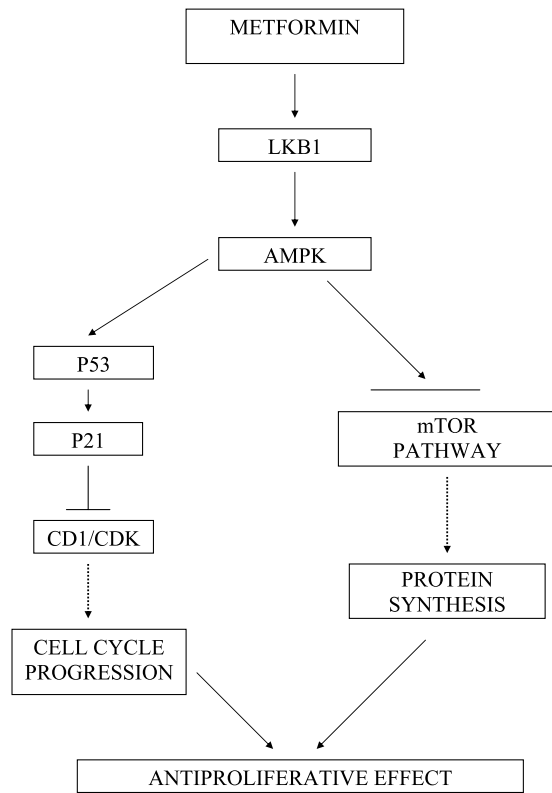 METFORMIN
LKB1
AMPK
P53
P21
CD1/CDK
CELL CYCLE
PROGRESSION
mTOR
PATHWAY
PROTEIN
SYNTHESIS
ANTIPROLIFERATIVE EFFECT